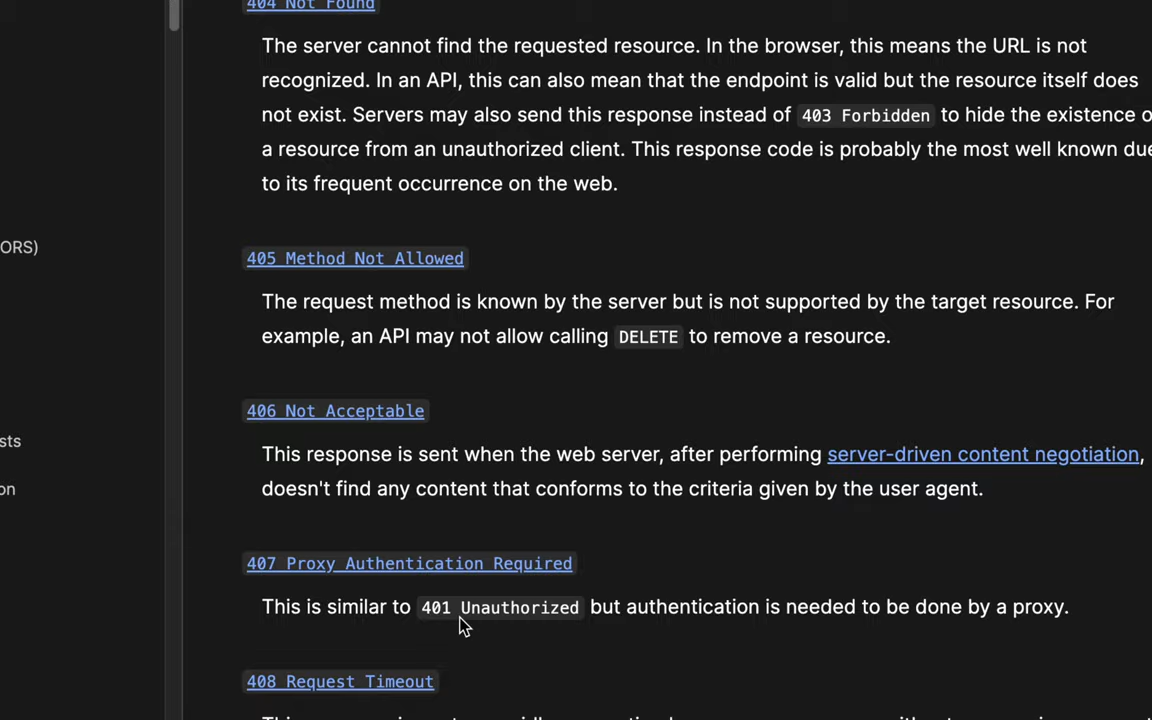 404 Not Found
The server cannot find the requested resource. In the browser, this means the URL is not
recognized. In an API, this can also mean that the endpoint is valid but the resource itself does
not exist. Servers may also send this response instead of 403 Forbidden to hide the existence
a resource from an unauthorized client. This response code is probably the most well known
to its frequent occurrence on the web.
ORS)
405 Method Not Allowed
The request method is known by the server but is not supported by the target resource. For
example, an API may not allow calling DELETE to remove a resource.
406 Not Acceptable
sts
This response is sent when the web server, after performing server-driven content negotiation,
on
doesn't find any content that conforms to the criteria given by the user agent.
407 Proxy Authentication Required
This is similar to 401 Unauthorized but authentication is needed to be done by a proxy.
408 Request Timeout